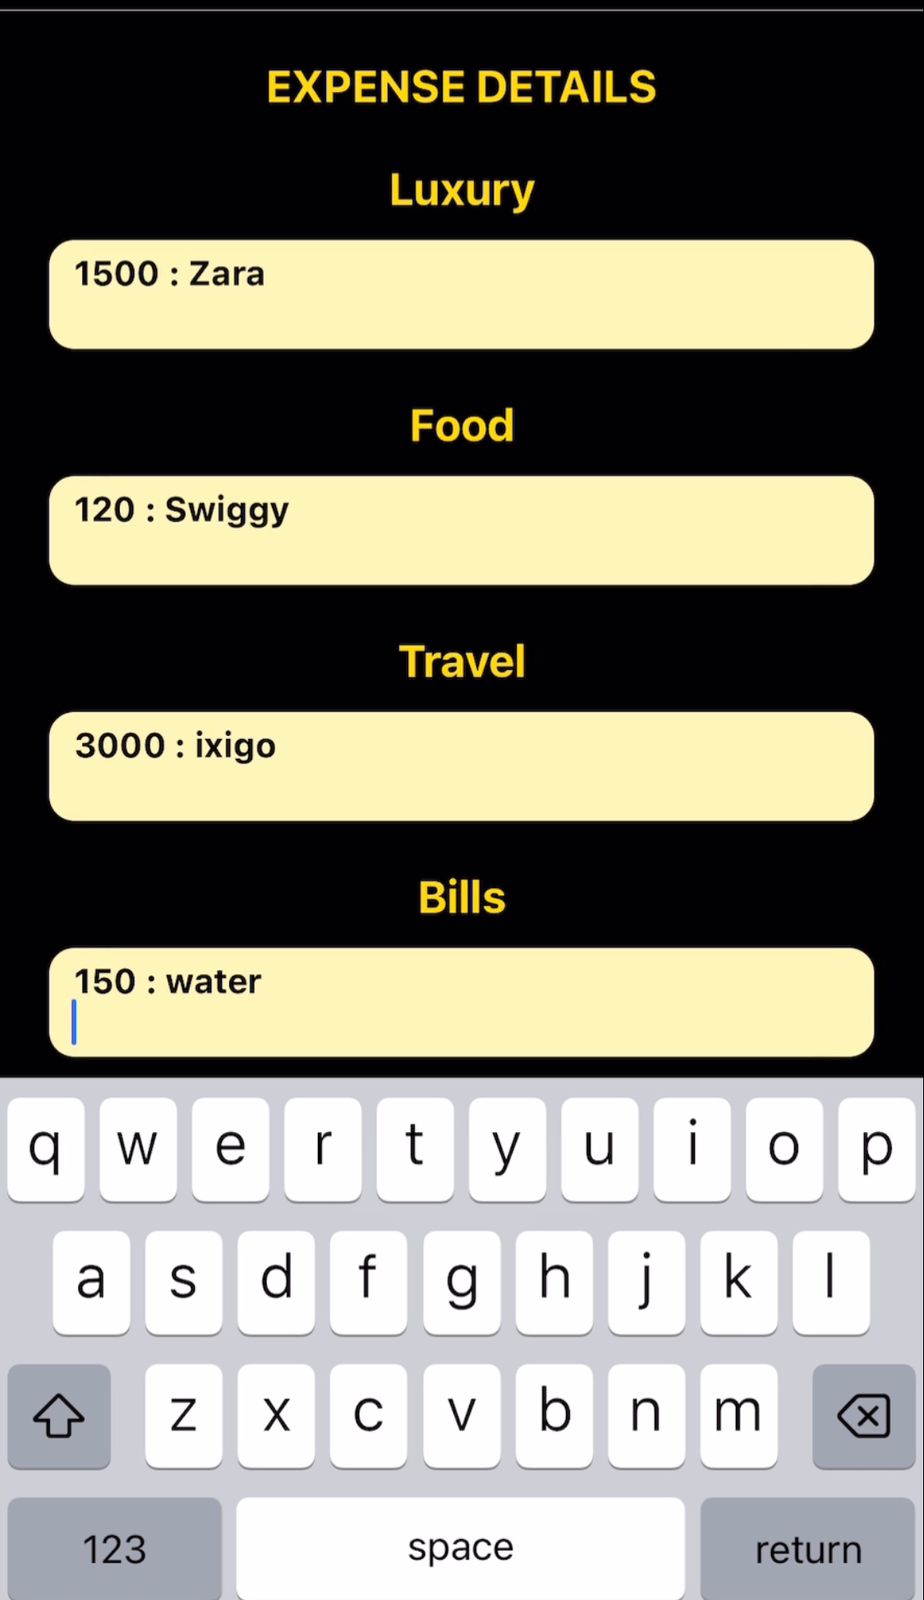 EXPENSE DETAILS
Luxury
1500 : Zara
Food
120 : Swiggy
Travel
3000 : ixigo
Bills
150 : water
q w e r t y u i o p
a s d f g h j k l
z x c v b n m
123 space return